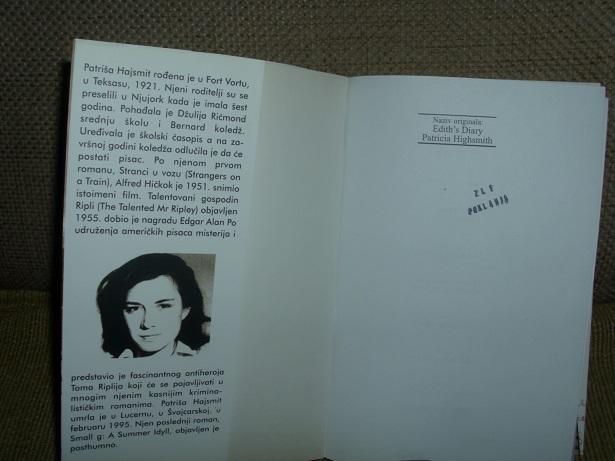 Patriša Hajsmit rođena je u Fort Vortu,
u Teksasu, 1921. Njeni roditelji su se
preselili u Njujork kada je imala šest
godina. Pohađala je Džulija Ričmond
srednju školu i Bernard koledž.
Uređivala je školski časopis a na za-
vršnoj godini koledža odlučila je da će
postati pisac. Po njenom prvom
romanu, Stranci u vozu (Strangers on
a Train), Alfred Hičkok je 1951. snimio
istoimeni film. Talentovani gospodin
Ripli (The Talented Mr Ripley) objavljen
1955. dobio je nagradu Edgar Alan Po
udruženja američkih pisaca misterija i
predstavio je fascinantnog antiheroja
Toma Riplija koji će se pojavljivati u
mnogim njenim kasnijim krimina-
lističkim romanima. Patriša Hajsmit
umrla je u Lucernu, u Švajcarskoj, u
februaru 1995. Njen poslednji roman,
Small g: A Summer Idyll, objavljen je
posthumno.
Naziv originala:
Edith's Diary
Patricia Highsmith
ZLF
POKLANJA